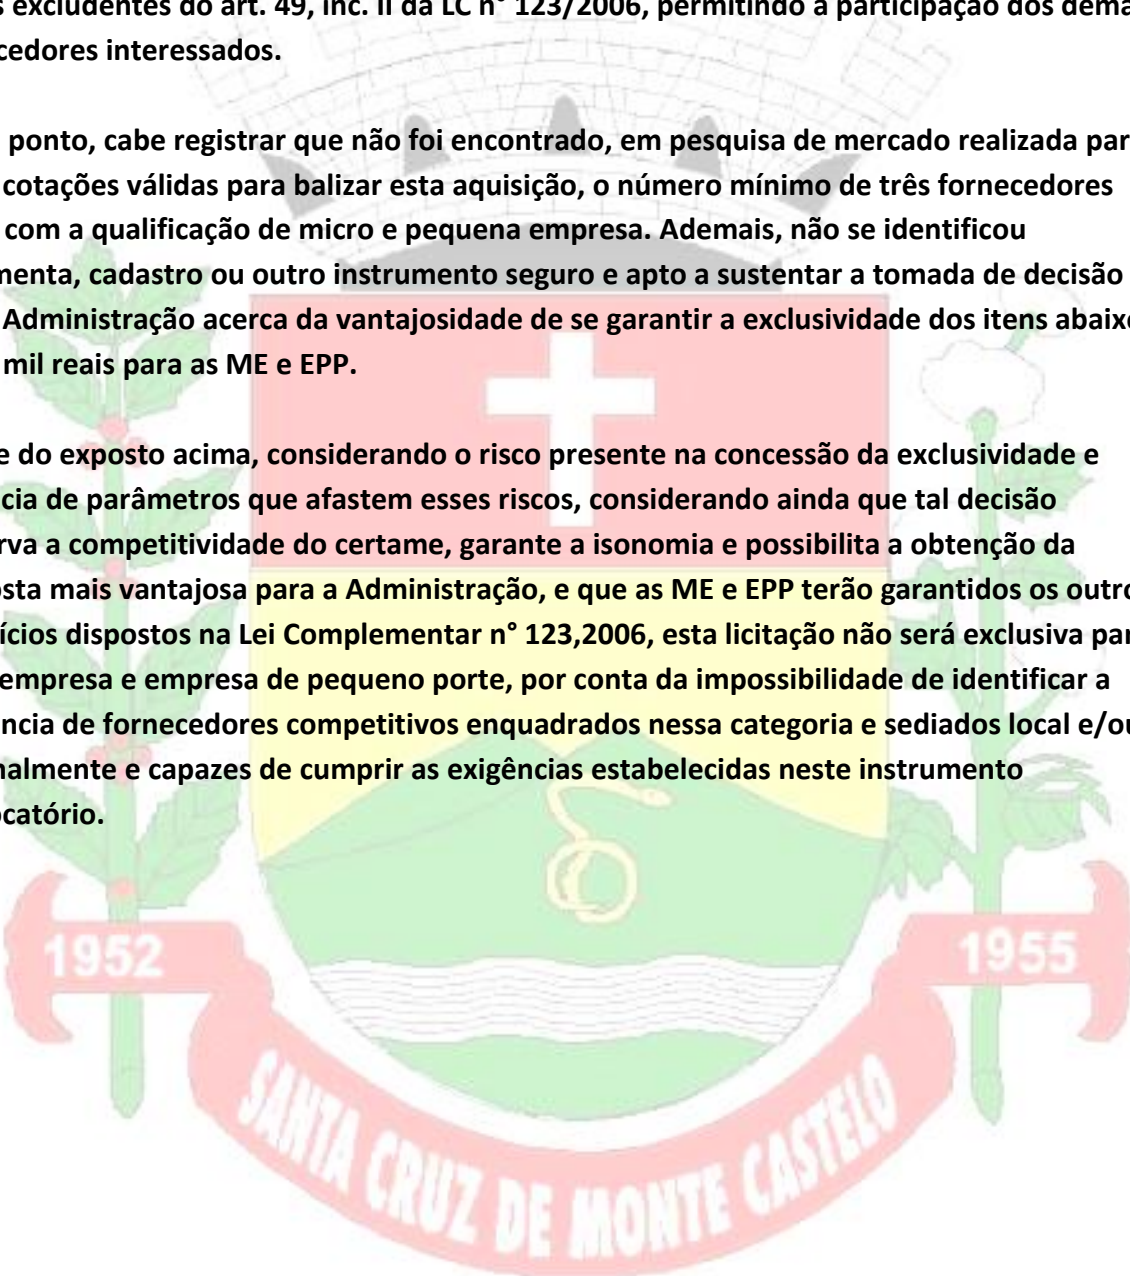 s excludentes do art. 49, inc. II da LC n° 123/2006, permitindo a participação dos dema
cedores interessados.
ponto, cabe registrar que não foi encontrado, em pesquisa de mercado realizada par
cotações válidas para balizar esta aquisição, o número mínimo de três fornecedores
com a qualificação de micro e pequena empresa. Ademais, não se identificou
menta, cadastro ou outro instrumento seguro e apto a sustentar a tomada de decisão
Administração acerca da vantajosidade de se garantir a exclusividade dos itens abaixo
mil reais para as ME e EPP.
e do exposto acima, considerando o risco presente na concessão da exclusividade e
cia de parâmetros que afastem esses riscos, considerando ainda que tal decisão
rva a competitividade do certame, garante a isonomia e possibilita a obtenção da
osta mais vantajosa para a Administração, e que as ME e EPP terão garantidos os outro
ícios dispostos na Lei Complementar n° 123,2006, esta licitação não será exclusiva par
empresa e empresa de pequeno porte, por conta da impossibilidade de identificar a
ncia de fornecedores competitivos enquadrados nessa categoria e sediados local e/ou
nalmente e capazes de cumprir as exigências estabelecidas neste instrumento
ocatório.
1952
1955
SANTA CRUZ DE MONTE CASTELO